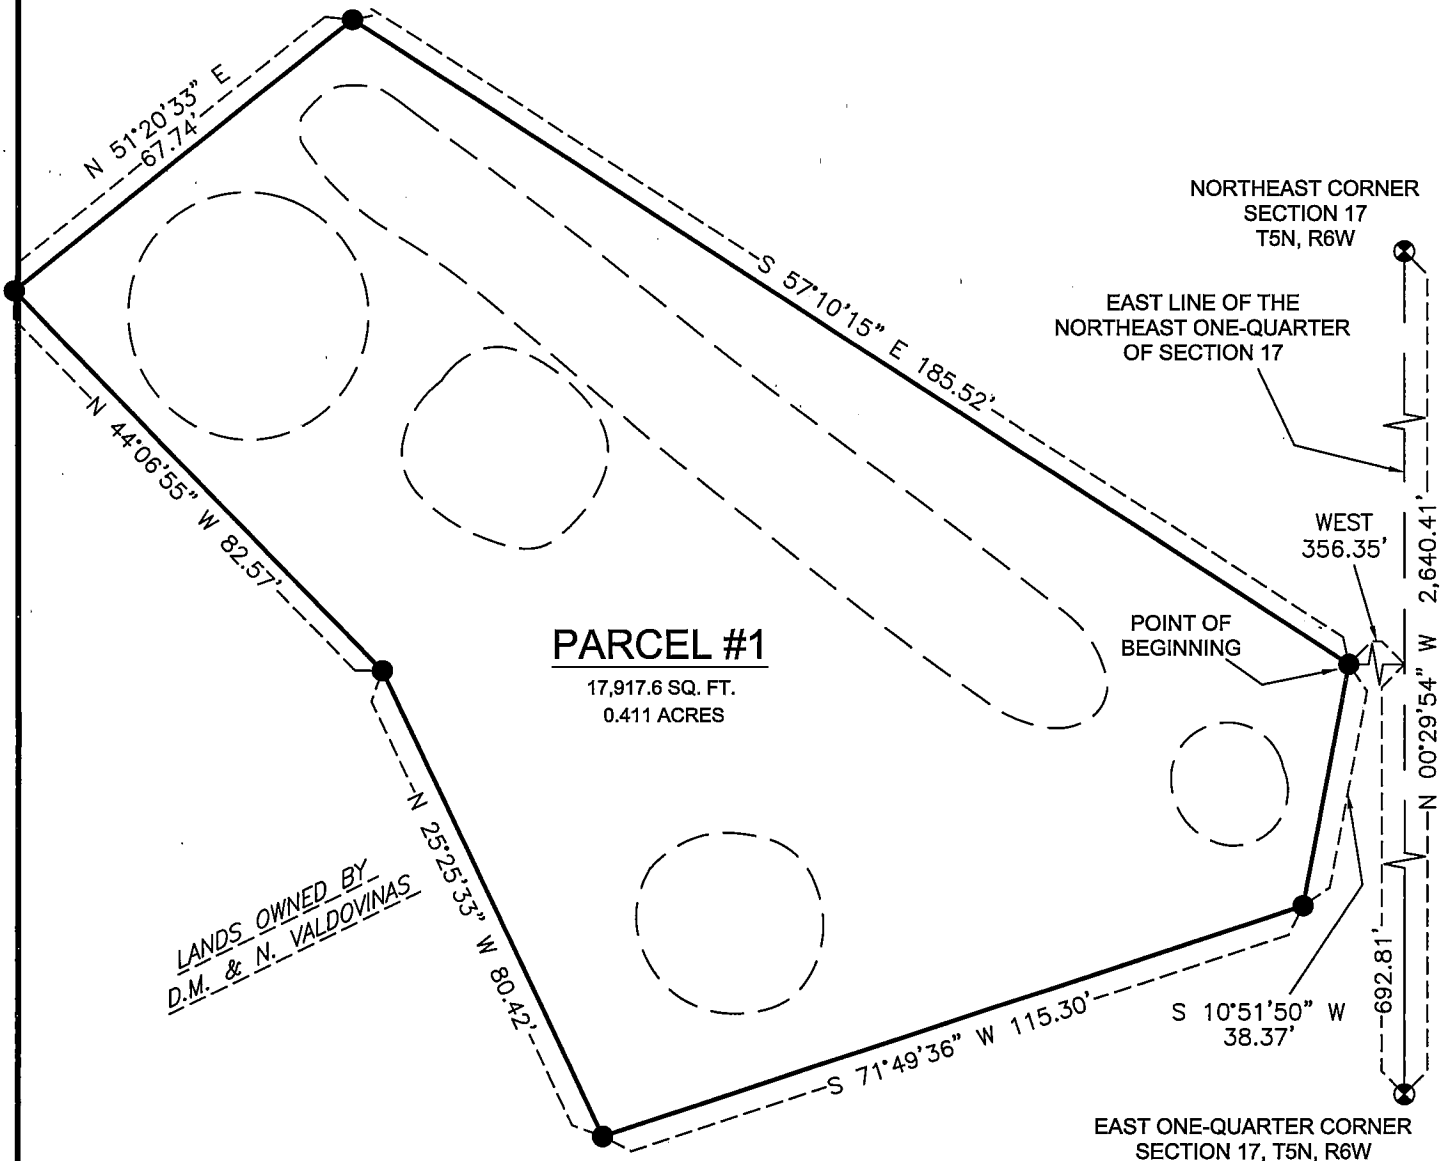 N 51°20'33" E
67.74'
S 57°10'15" E 185.52'
NORTHEAST CORNER
SECTION 17
T5N, R6W
EAST LINE OF THE
NORTHEAST ONE-QUARTER
OF SECTION 17
N 44°06'55" W 82.57'
WEST
356.35'
N 00°29'54" W 2,640.41'
POINT OF
BEGINNING
PARCEL #1
17,917.6 SQ. FT.
0.411 ACRES
N 25°25'33" W 80.42'
LANDS OWNED BY
D.M. & N. VALDOVINAS
692.81'
S 10°51'50" W
38.37'
S 71°49'36" W 115.30'
EAST ONE-QUARTER CORNER
SECTION 17, T5N, R6W